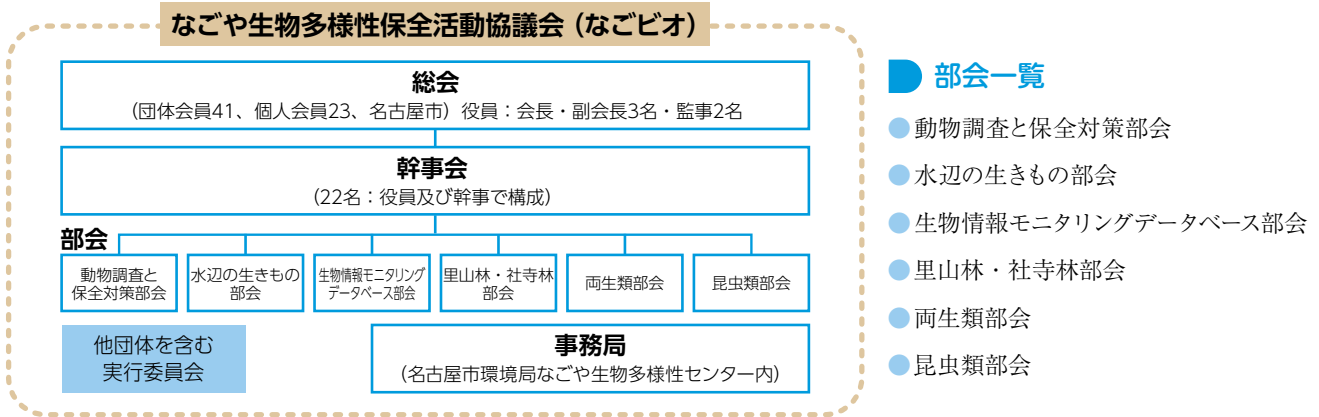 なごや生物多様性保全活動協議会（なごビオ）
総会
（団体会員41、個人会員23、名古屋市）役員：会長・副会長3名・監事2名
幹事会
（22名：役員及び幹事で構成）
部会
動物調査と
保全対策部会
水辺の生きもの
部会
生物情報モニタリング
データベース部会
里山林・社寺林
部会
両生類部会
昆虫類部会
他団体を含む
実行委員会
事務局
（名古屋市環境局なごや生物多様性センター内）
部会一覧
●動物調査と保全対策部会
●水辺の生きもの部会
●生物情報モニタリングデータベース部会
●里山林・社寺林部会
●両生類部会
●昆虫類部会